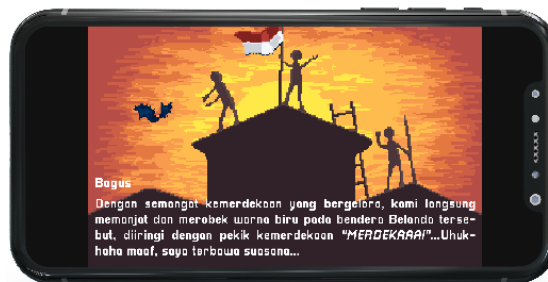 Bagus
Dengan semangat kemerdekaan yang bergelora, kami langsung
memanjat dan merobek warna biru pada bendera Belanda terse-
but, diiringi dengan pekik kemerdekaan "MERDEKAAA!"...Uhuk-
haha maaf, saya terbawa suasana...